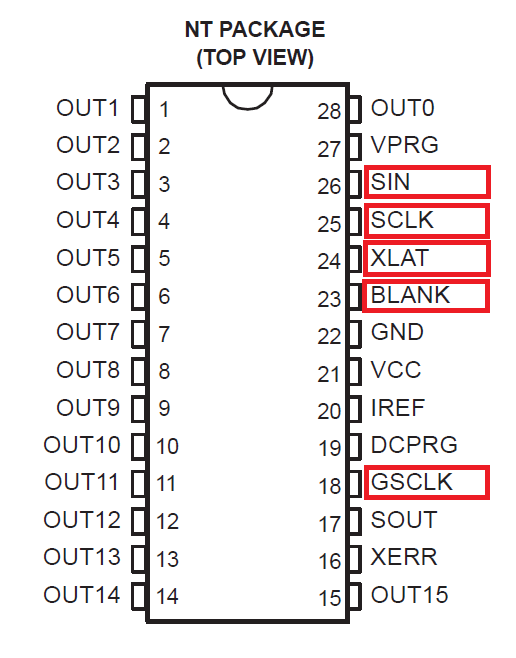 NT PACKAGE
(TOP VIEW)
OUT1 1 28 OUT0
OUT2 2 27 VPRG
OUT3 3 26 SIN
OUT4 4 25 SCLK
OUT5 5 24 XLAT
OUT6 6 23 BLANK
OUT7 7 22 GND
OUT8 8 21 VCC
OUT9 9 20 IREF
OUT10 10 19 DCPRG
OUT11 11 18 GSCLK
OUT12 12 17 SOUT
OUT13 13 16 XERR
OUT14 14 15 OUT15